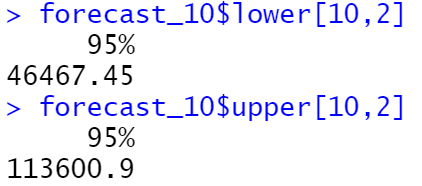 > forecast_10$lower[10,2]
95%
46467.45
> forecast_10$upper[10,2]
95%
113600.9